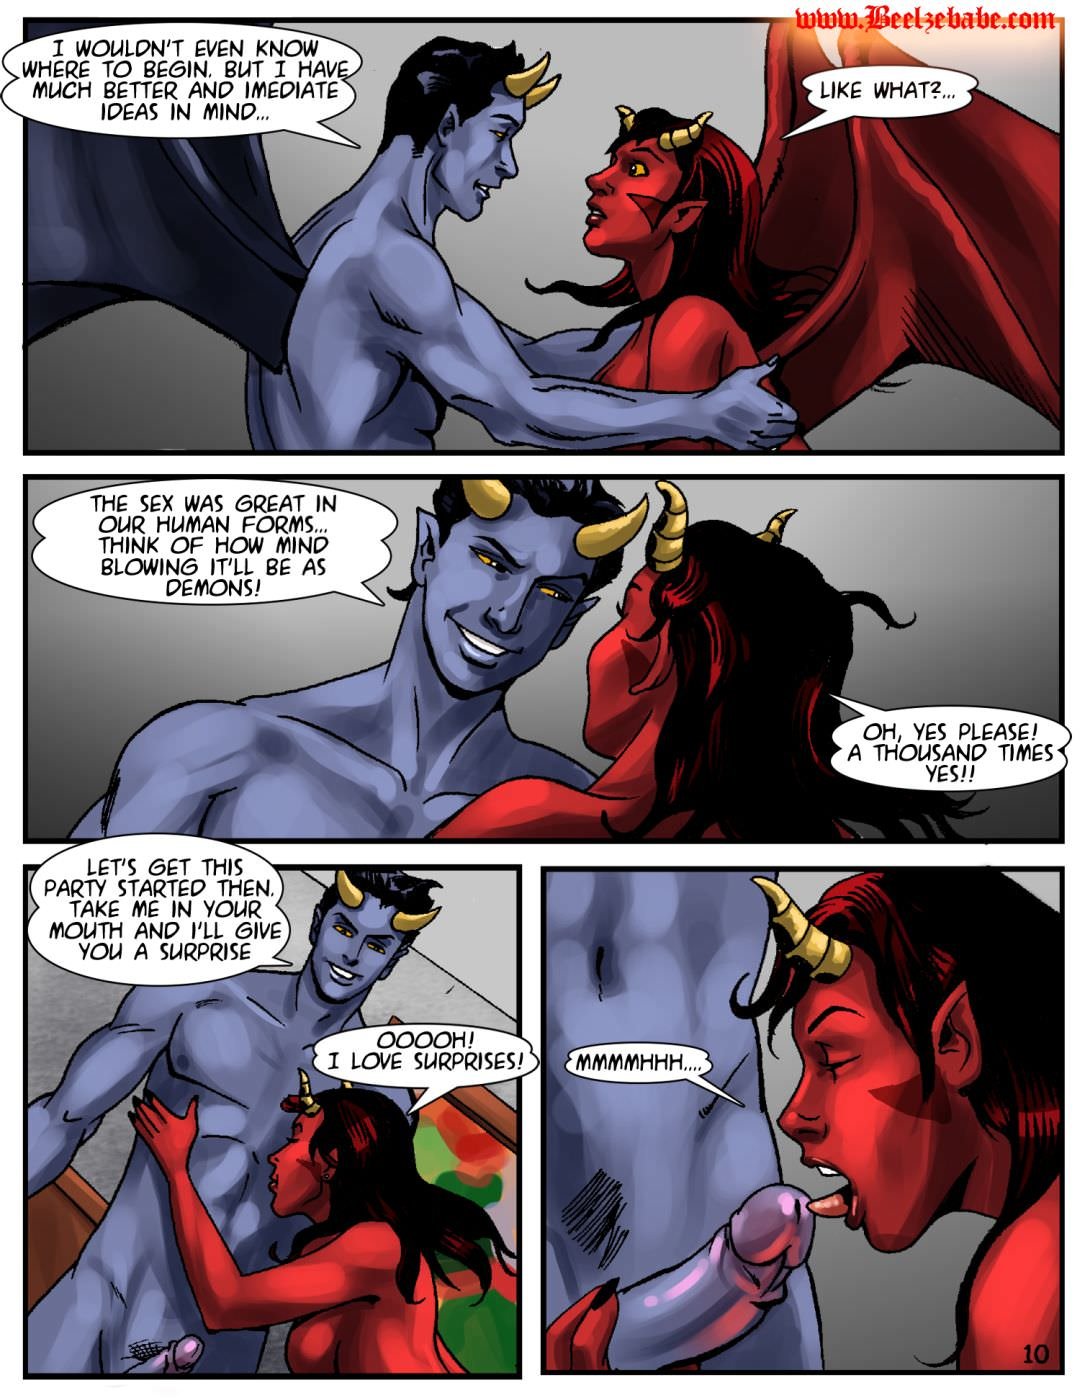 www.Beelzebabe.com
I WOULDN'T EVEN KNOW
WHERE TO BEGIN. BUT I HAVE
MUCH BETTER AND IMEDIATE
IDEAS IN MIND...
LIKE WHAT?...
THE SEX WAS GREAT IN
OUR HUMAN FORMS...
THINK OF HOW MIND
BLOWING IT'LL BE AS
DEMONS!
OH, YES PLEASE!
A THOUSAND TIMES
YES!!
LET'S GET THIS
PARTY STARTED THEN.
TAKE ME IN YOUR
MOUTH AND I'LL GIVE
YOU A SURPRISE
OOOOH!
I LOVE SURPRISES!
MMMMHHH....
10